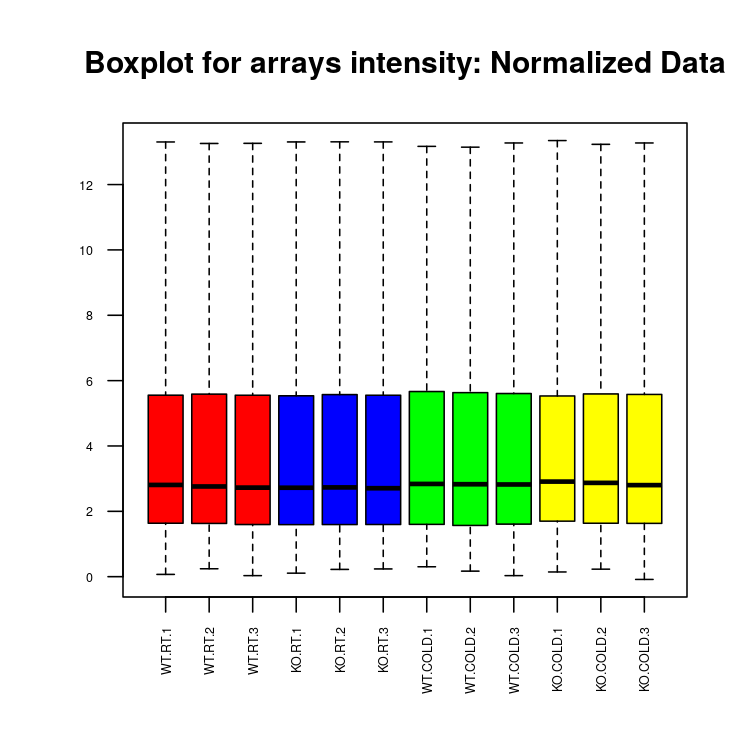 Boxplot for arrays intensity: Normalized Data
12
10
8
6
4
2
0
WT.RT.1
WT.RT.2
WT.RT.3
KO.RT.1
KO.RT.2
KO.RT.3
WT.COLD.1
WT.COLD.2
WT.COLD.3
KO.COLD.1
KO.COLD.2
KO.COLD.3